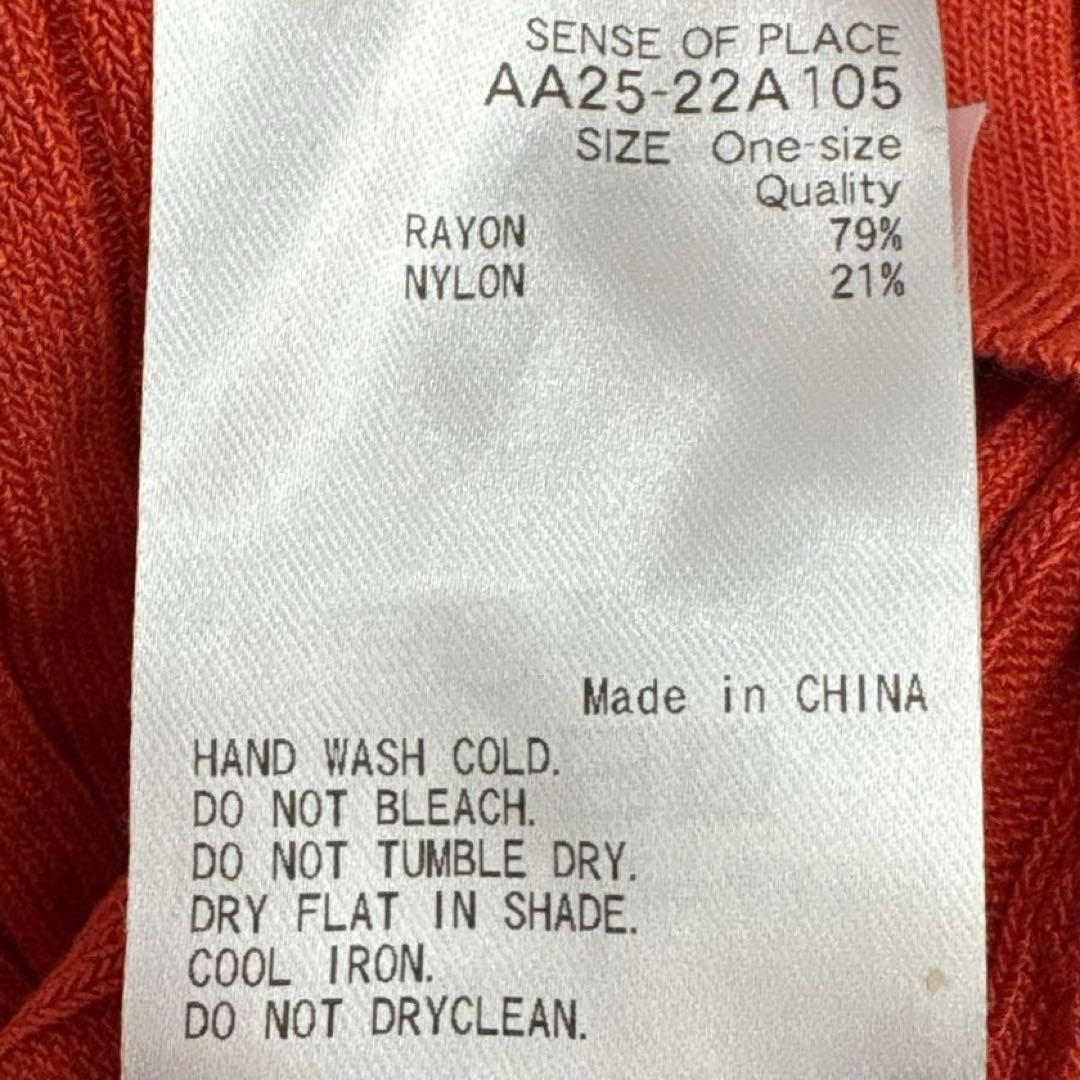 SENSE OF PLACE
AA25-22A105
SIZE One-size
Quality
RAYON 79%
NYLON 21%
Made in CHINA
HAND WASH COLD.
DO NOT BLEACH.
DO NOT TUMBLE DRY.
DRY FLAT IN SHADE.
COOL IRON.
DO NOT DRYCLEAN.